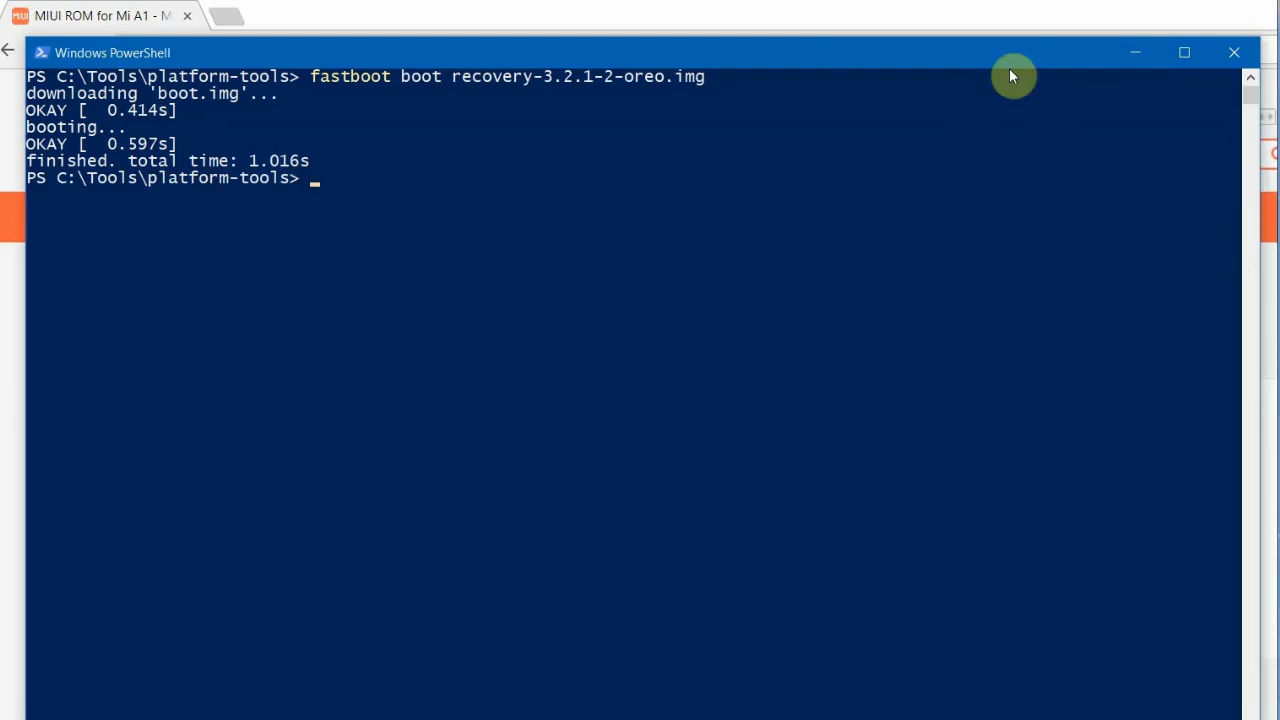 MIUI MIUI ROM for Mi A1 - M
Windows PowerShell
PS C:\Tools\platform-tools> fastboot boot recovery-3.2.1-2-oreo.img
downloading 'boot.img'...
OKAY [  0.414s]
booting...
OKAY [  0.597s]
finished. total time: 1.016s
PS C:\Tools\platform-tools> _